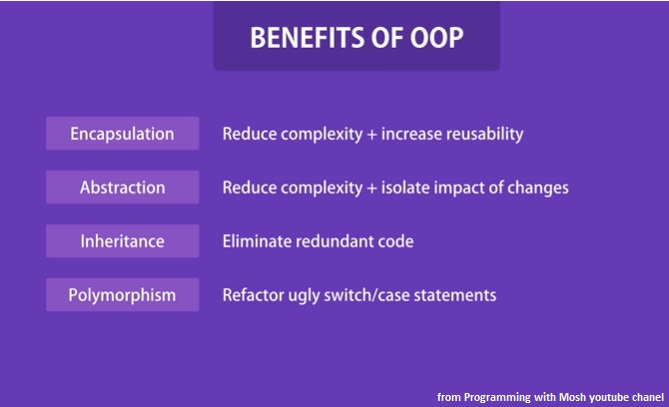 BENEFITS OF OOP
Encapsulation Reduce complexity + increase reusability
Abstraction Reduce complexity + isolate impact of changes
Inheritance Eliminate redundant code
Polymorphism Refactor ugly switch/case statements
from Programming with Mosh youtube chanel